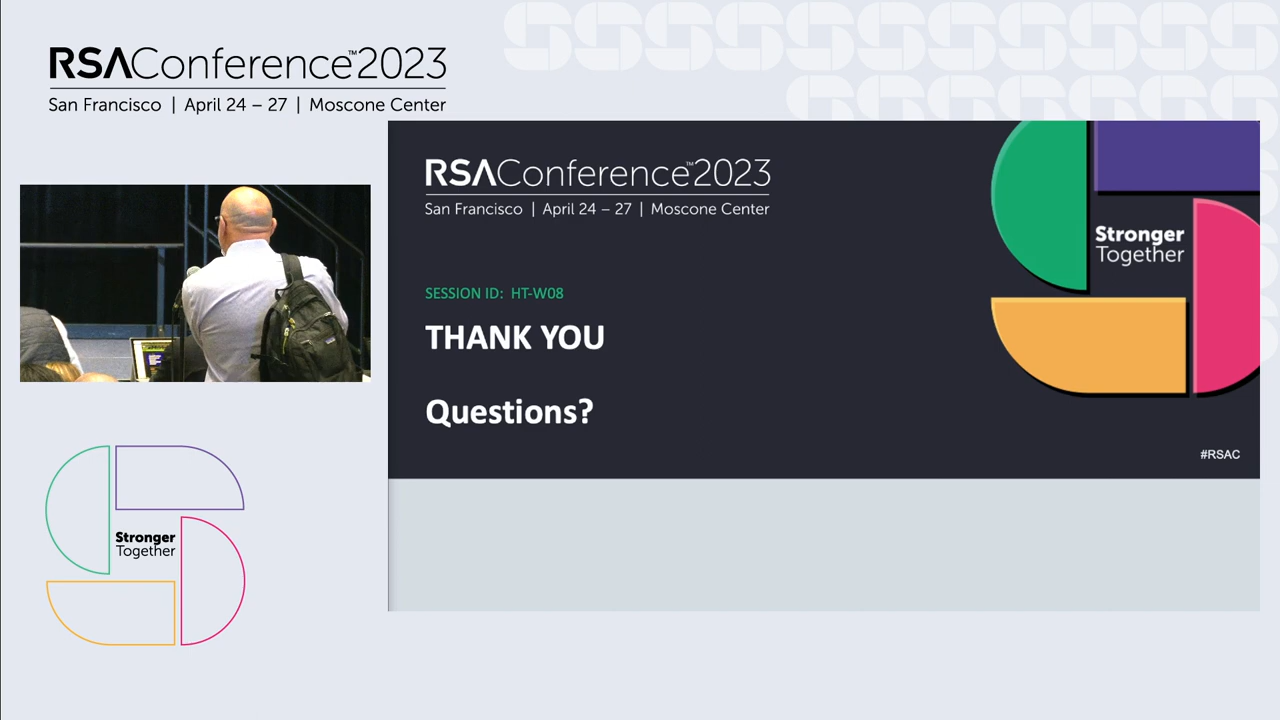 RSAConference™2023
San Francisco | April 24 – 27 | Moscone Center
RSAConference™2023
San Francisco | April 24 – 27 | Moscone Center
Stronger
Together
SESSION ID: HT-W08
THANK YOU
Questions?
#RSAC
Stronger
Together